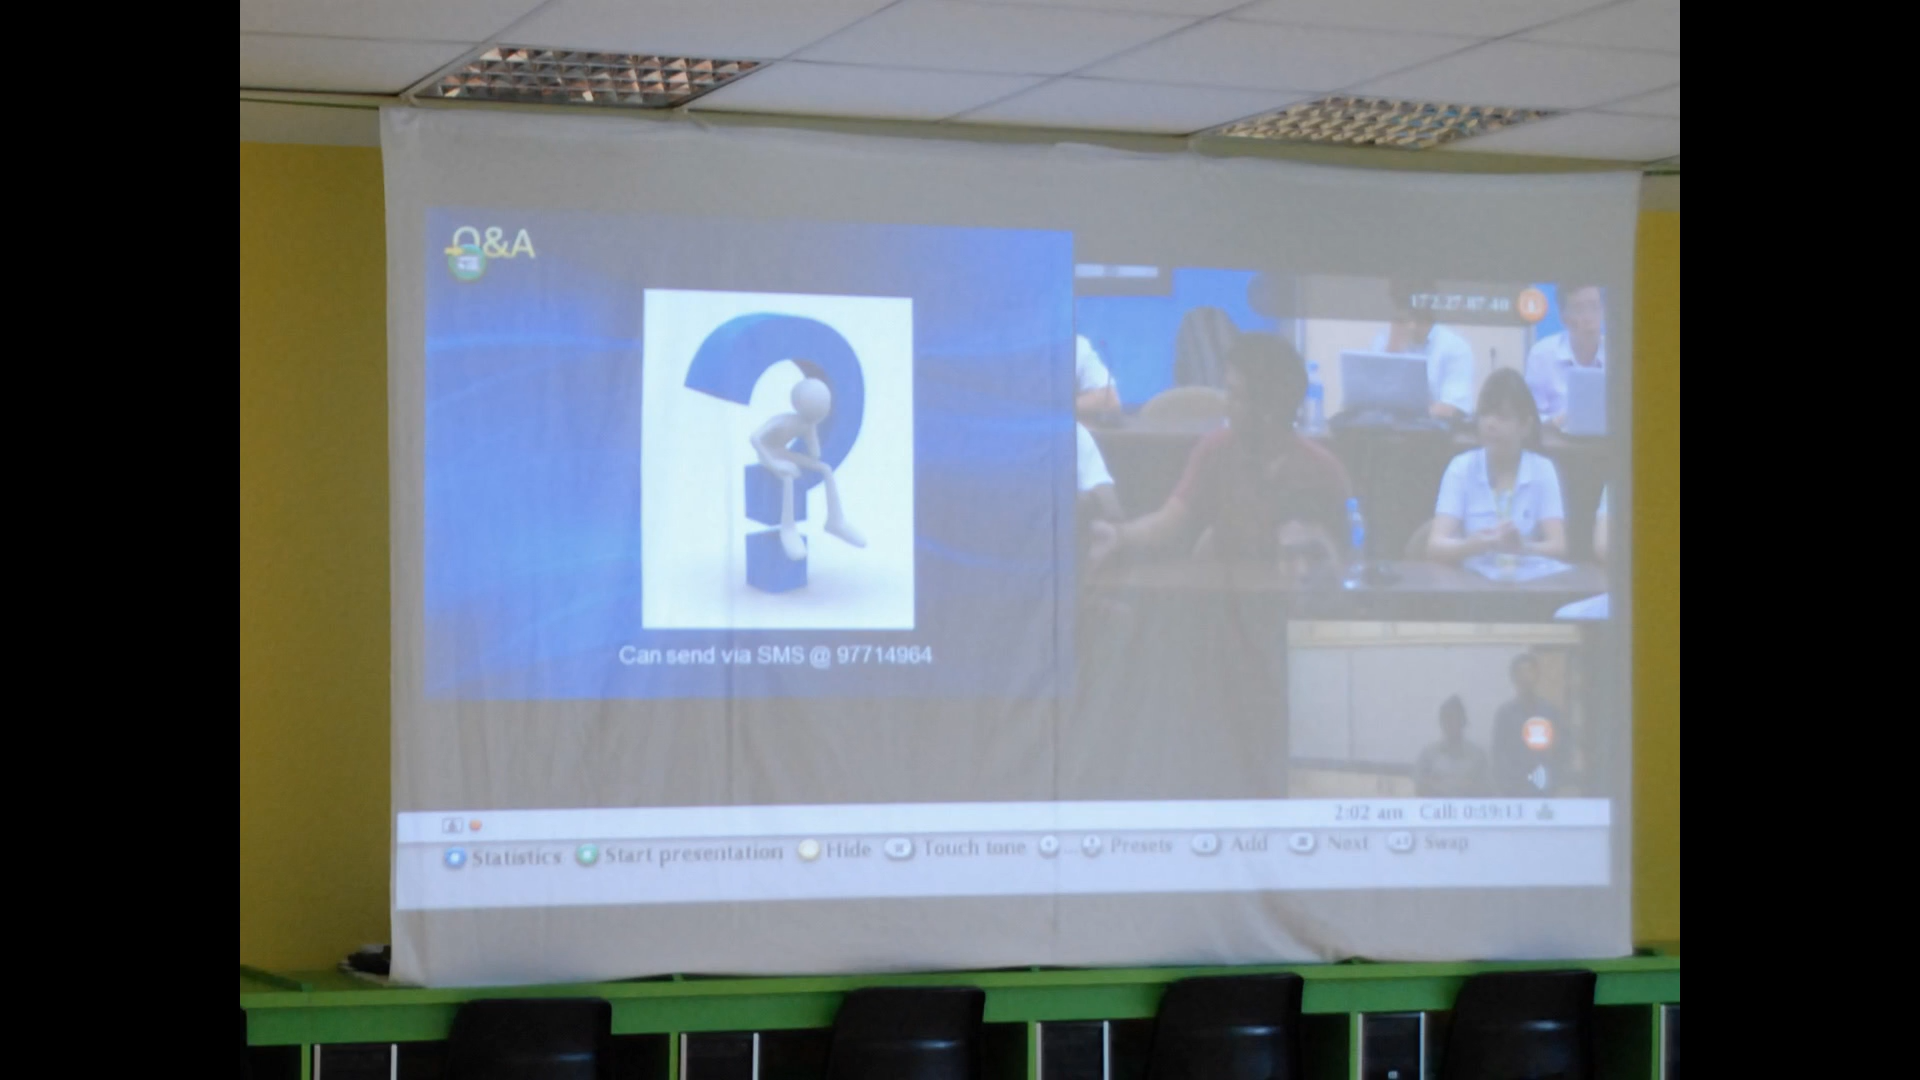 Q&A
172.27.87.40
Can send via SMS @ 97714964
2:02 am Call: 0:59:13
Statistics Start presentation Hide Touch tone ... Presets Add Next Swap